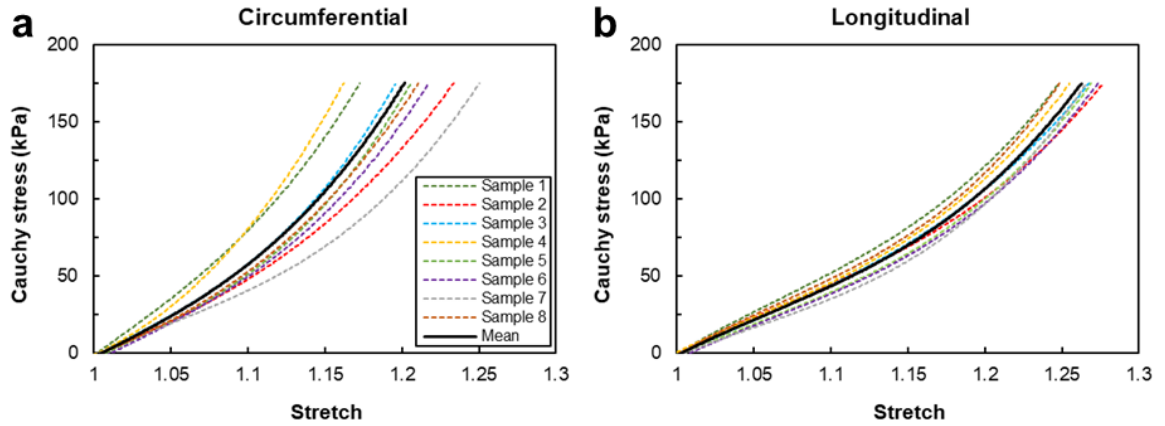 a
Circumferential
200
150
100
50
0
Cauchy stress (kPa)
1
1.05
1.1
1.15
1.2
1.25
1.3
Stretch
Sample 1
Sample 2
Sample 3
Sample 4
Sample 5
Sample 6
Sample 7
Sample 8
Mean
b
Longitudinal
200
150
100
50
0
Cauchy stress (kPa)
1
1.05
1.1
1.15
1.2
1.25
1.3
Stretch